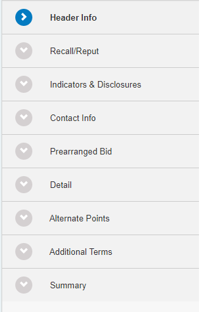 Header Info
Recall/Reput
Indicators & Disclosures
Contact Info
Prearranged Bid
Detail
Alternate Points
Additional Terms
Summary